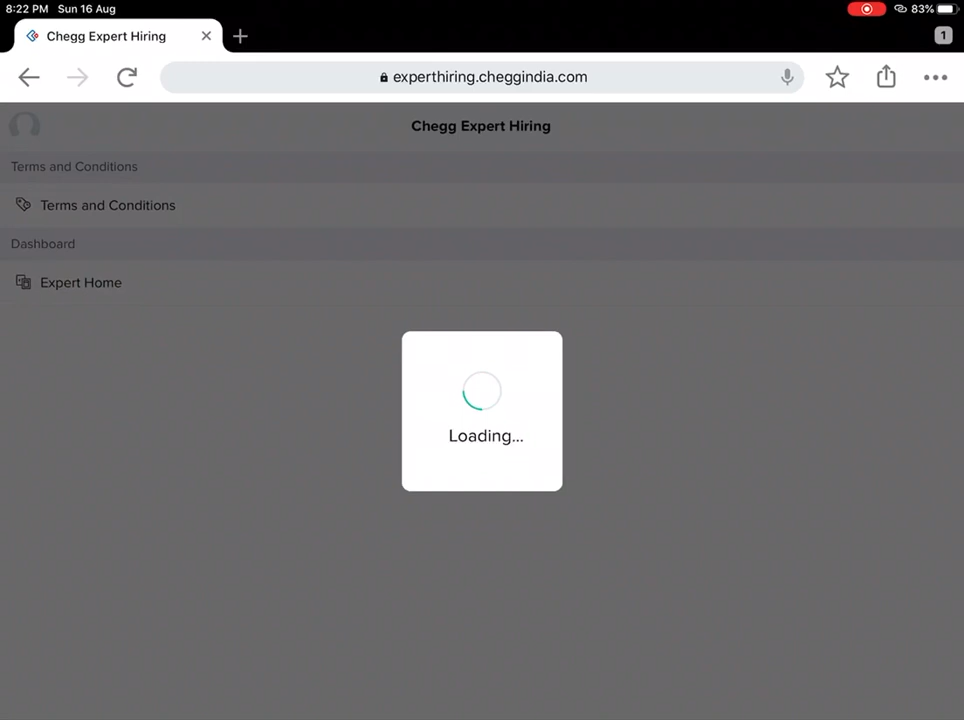 8:22 PM Sun 16 Aug 83%
Chegg Expert Hiring
1
experthiring.cheggindia.com
Chegg Expert Hiring
Terms and Conditions
Terms and Conditions
Dashboard
Expert Home
Loading...